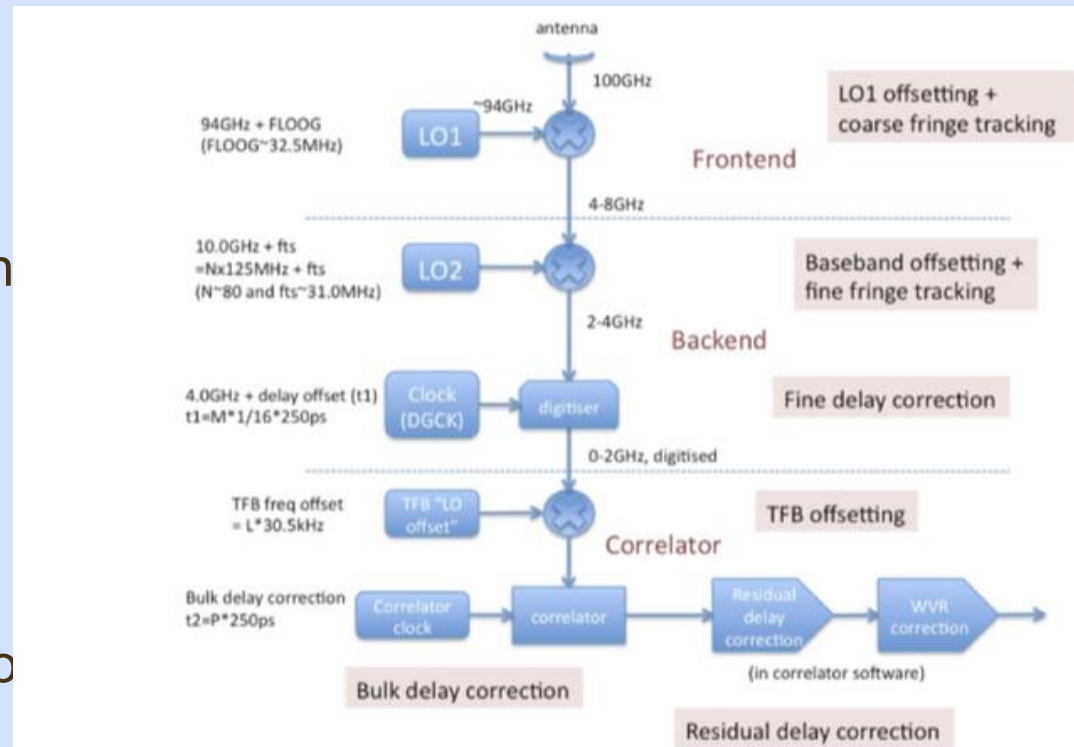 antenna
100GHz
~94GHz
94GHz + FLOOG
(FLOOG~32.5MHz)
LO1
LO1 offsetting +
coarse fringe tracking
Frontend
4-8GHz
10.0GHz + fts
=Nx125MHz + fts
(N~80 and fts~31.0MHz)
LO2
Baseband offsetting +
fine fringe tracking
2-4GHz
Backend
4.0GHz + delay offset (t1)
t1=M*1/16*250ps
Clock
(DGCK)
digitiser
Fine delay correction
0-2GHz, digitised
TFB freq offset
= L*30.5kHz
TFB "LO
offset"
TFB offsetting
Correlator
Bulk delay correction
t2=P*250ps
Correlator
clock
correlator
Residual
delay
correction
WVR
correction
(in correlator software)
Bulk delay correction
Residual delay correction